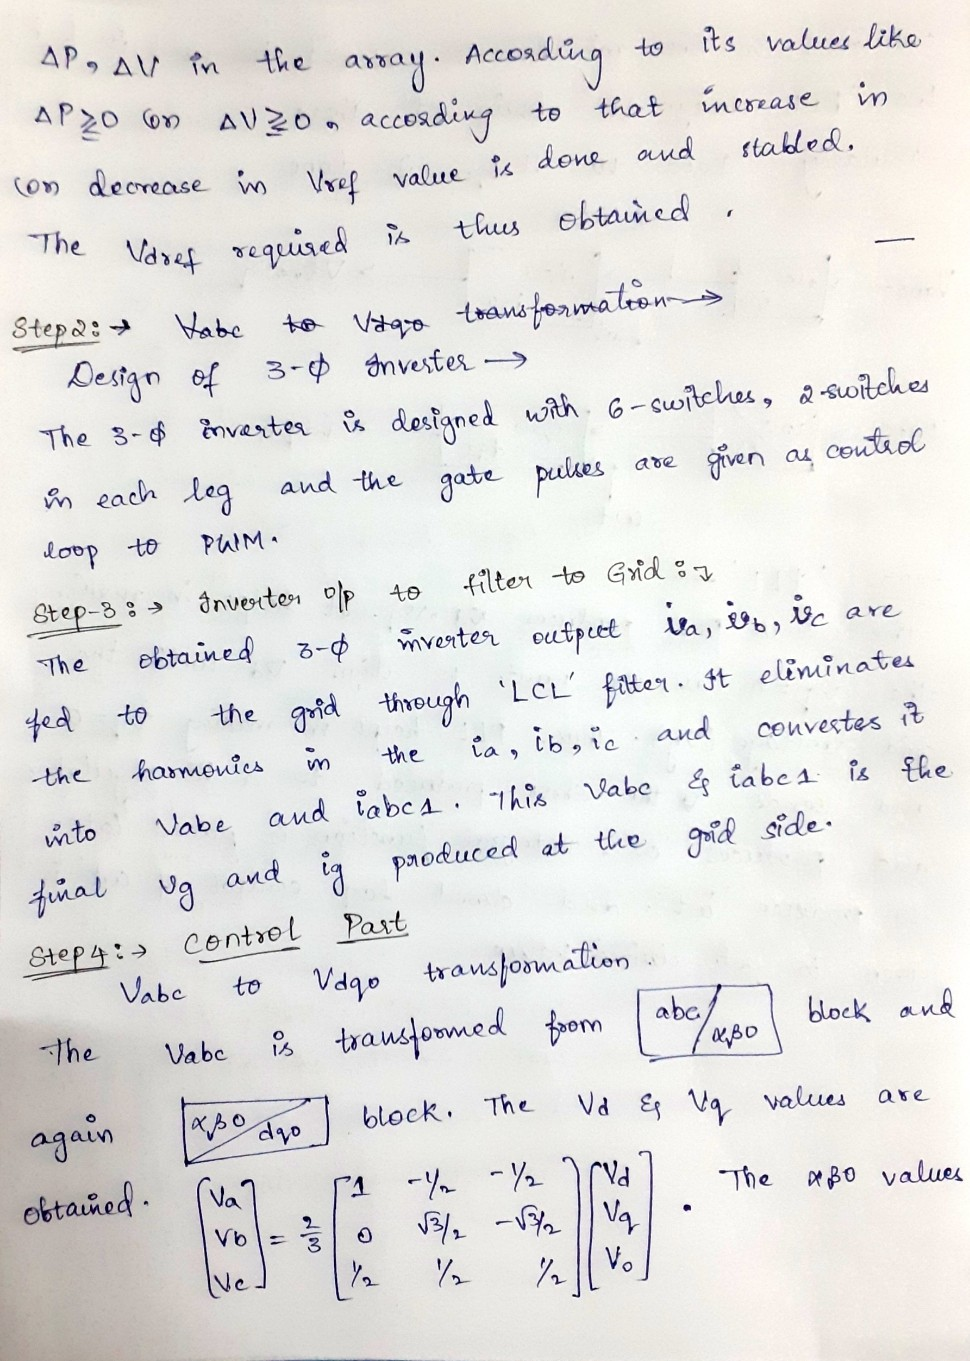 ΔP, ΔV in the array. According to its values like
ΔP≧0 (or) ΔV≧0, according to that increase in
(or) decrease in Vref value is done and stabled.
The Vdref required is thus obtained.
Step2:→ Vabc to Vdqo transformation→
Design of 3-ϕ Inverter→
The 3-ϕ inverter is designed with 6-switches, 2-switches
in each leg and the gate pulses are given as control
loop to PWM.
Step-3:→ Inverter o/p to filter to Grid:↴
The obtained 3-ϕ inverter output ia, ib, ic are
fed to the grid through 'LCL' filter. It eliminates
the harmonics in the ia, ib, ic and convertes it
into Vabc and iabc1. This Vabc & iabc1 is the
final vg and ig produced at the grid side.
Step4:→ Control Part
Vabc to Vdqo transformation.
The Vabc is transformed from [abc/αβ0] block and
again [αβ0/dqo] block. The Vd & Vq values are
obtained. [Va Vb Vc] = 2/3 [1 -1/2 -1/2; 0 √3/2 -√3/2; 1/2 1/2 1/2] [Vd Vq Vo]. The αβ0 values